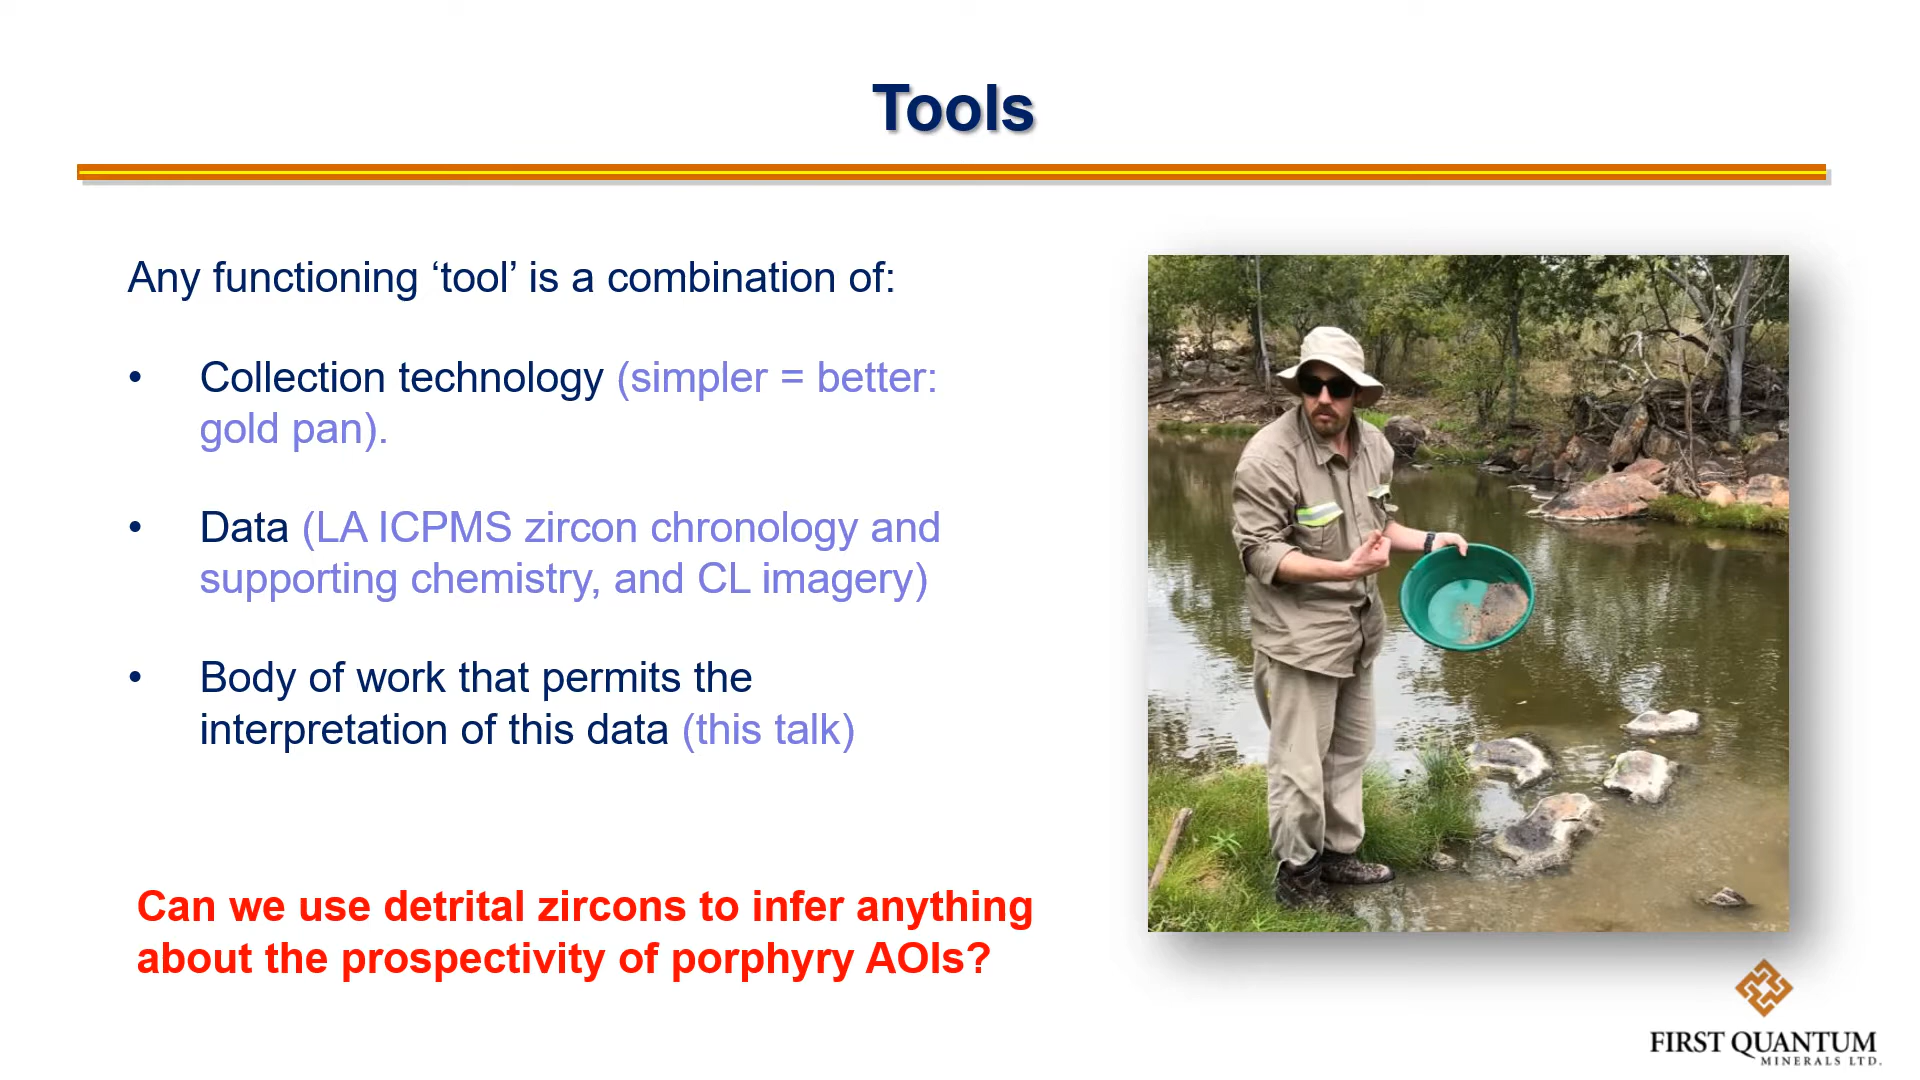 Tools
Any functioning ‘tool’ is a combination of:
• Collection technology (simpler = better:
gold pan).
• Data (LA ICPMS zircon chronology and
supporting chemistry, and CL imagery)
• Body of work that permits the
interpretation of this data (this talk)
Can we use detrital zircons to infer anything
about the prospectivity of porphyry AOIs?
FIRST QUANTUM
MINERALS LTD.